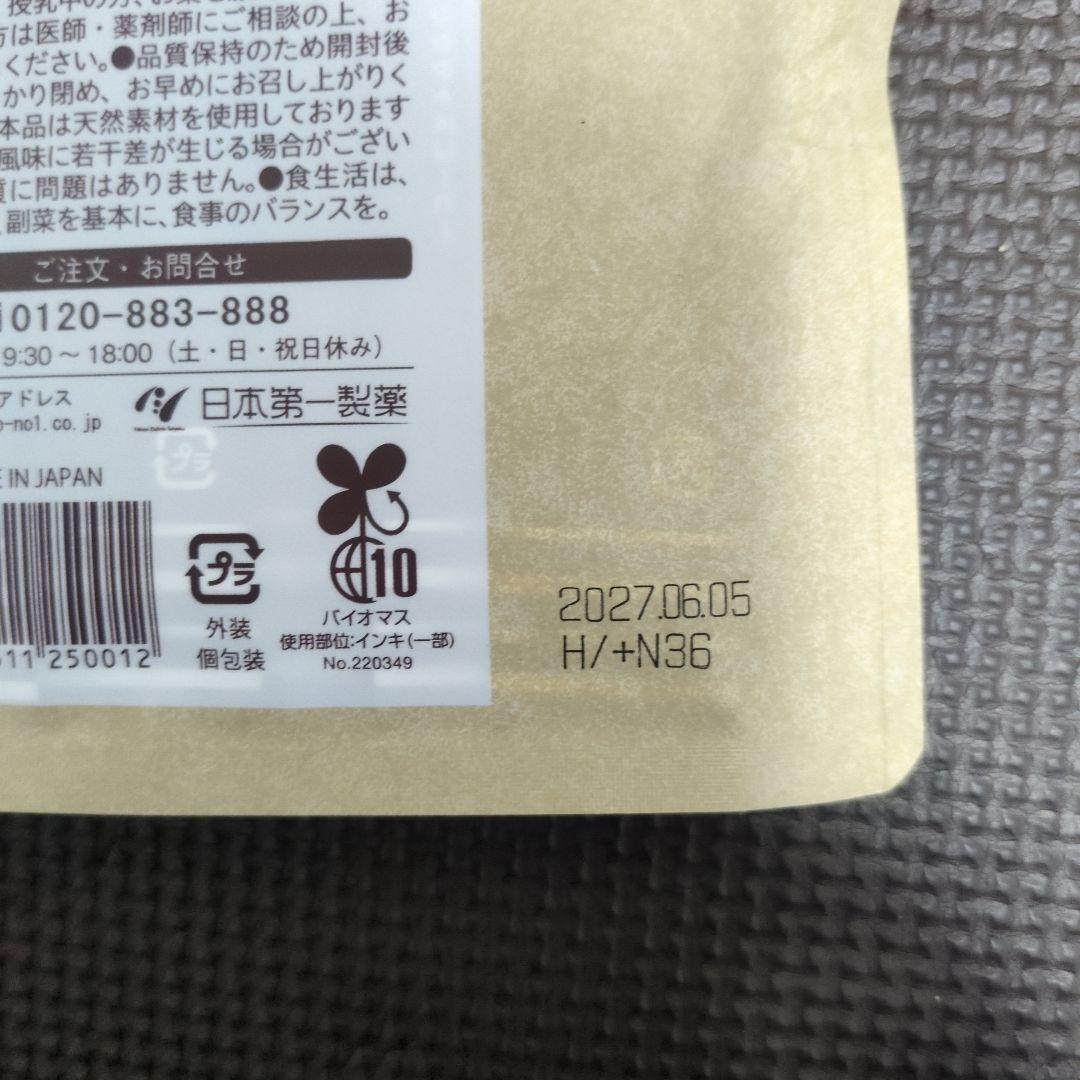 授乳中の方、お薬を
方は医師・薬剤師にご相談の上、お
ください。●品質保持のため開封後
かり閉め、お早めにお召し上がりく
本品は天然素材を使用しております
風味に若干差が生じる場合がござい
質に問題はありません。●食生活は、
副菜を基本に、食事のバランスを。
ご注文・お問合せ
0120-883-888
9:30～18:00（土・日・祝日休み）
アドレス
-no1.co.jp
日本第一製薬
プラ
E IN JAPAN
プラ
外装
個包装
10
バイオマス
使用部位:インキ(一部)
No.220349
11 250012
2027.06.05
H/+N36